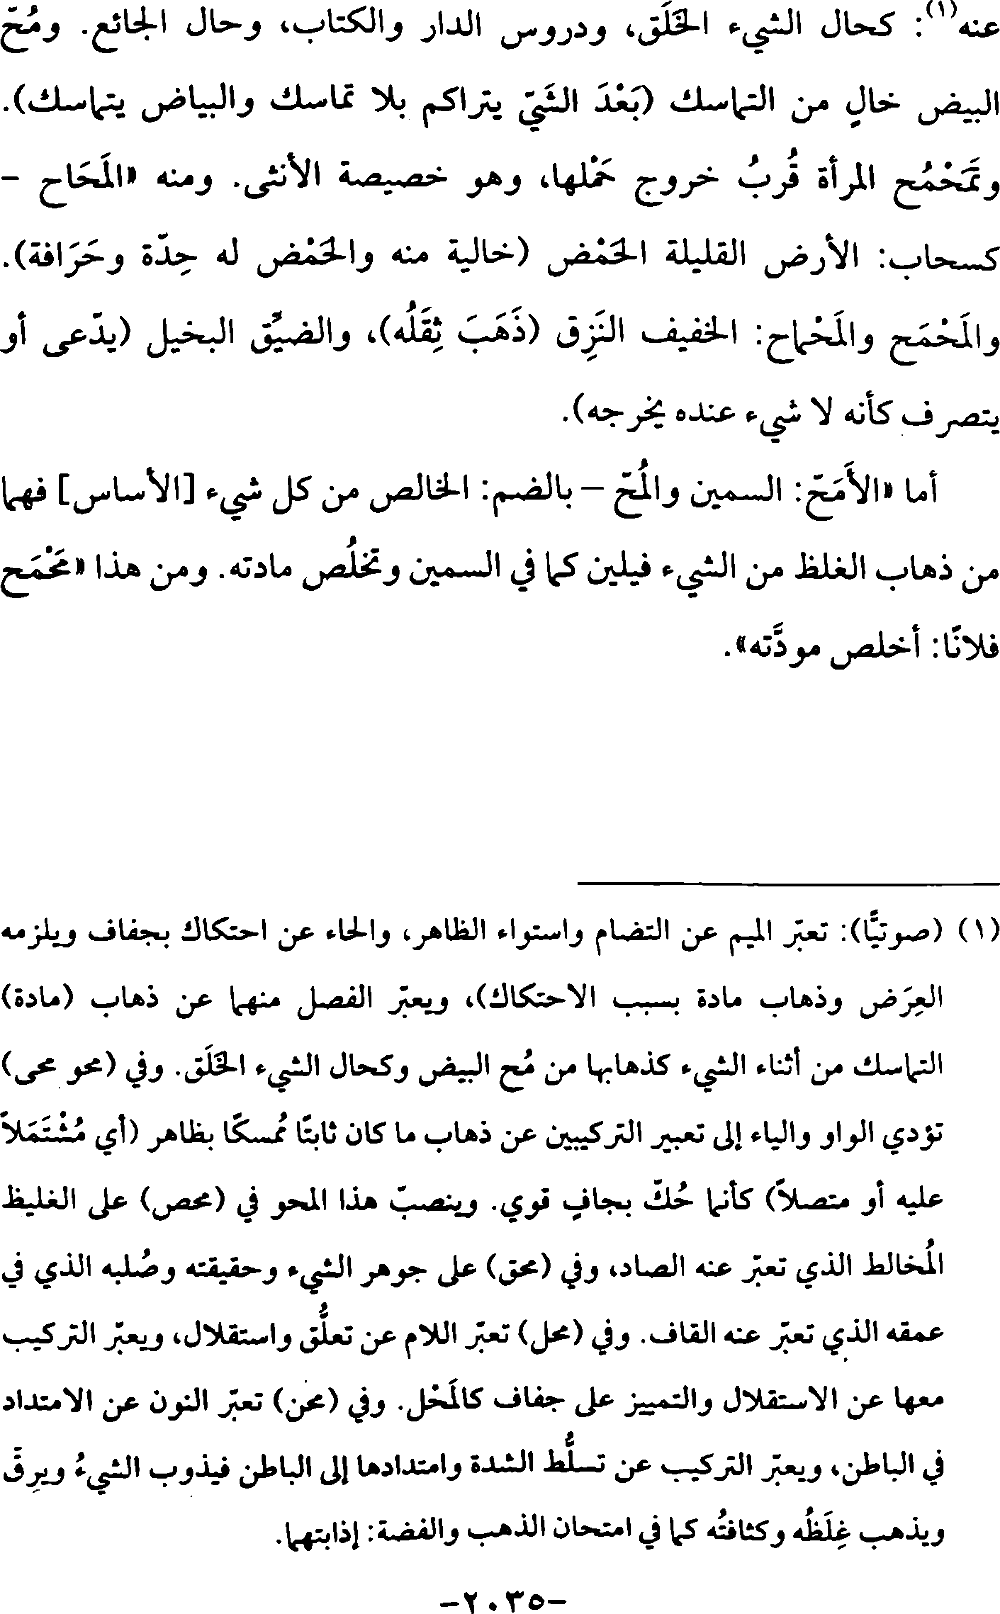 عنه(١): كحال الشيء الخَلَق، ودروس الدار والكتاب، وحال الجائع. ومُحّ
البيض خالٍ من التماسك (بَعْدَ الشَيّ يتراكم بلا تماسك والبياض يتماسك).
وتَمَحْمُح المرأة قُربُ خروج حَمْلها، وهو خصيصة الأنثى. ومنه «المَحَاح –
كسحاب: الأرض القليلة الحَمْض (خالية منه والحَمْض له حِدّة وحَرَافة).
والمَحْمَح والمَحْماح: الخفيف النَزِق (ذَهَبَ ثِقَلُه)، والضيِّق البخيل (يدّعى أو
يتصرف كأنه لا شيء عنده يخرجه).
أما «الأَمَحّ: السمين والمُحّ – بالضم: الخالص من كل شيء [الأساس] فهما
من ذهاب الغلظ من الشيء فيلين كما في السمين وتخلُص مادته. ومن هذا «مَحْمَح
فلانًا: أخلص مودَّته».
(١) (صوتيًّا): تعبّر الميم عن التضام واستواء الظاهر، والحاء عن احتكاك بجفاف ويلزمه
العِرَض وذهاب مادة بسبب الاحتكاك)، ويعبّر الفصل منهما عن ذهاب (مادة)
التماسك من أثناء الشيء كذهابها من مُح البيض وكحال الشيء الخَلَق. وفي (محو محى)
تؤدي الواو والياء إلى تعبير التركيبين عن ذهاب ما كان ثابتًا مُمسكًا بظاهر (أي مُشْتَمَلاً
عليه أو متصلاً) كأنما حُكّ بجافٍ قوي. وينصبّ هذا المحو في (محص) على الغليظ
المُخالط الذي تعبّر عنه الصاد، وفي (محق) على جوهر الشيء وحقيقته وصُلبه الذي في
عمقه الذي تعبّر عنه القاف. وفي (محل) تعبّر اللام عن تعلُّق واستقلال، ويعبّر التركيب
معها عن الاستقلال والتمييز على جفاف كالمَحْل. وفي (محن) تعبّر النون عن الامتداد
في الباطن، ويعبّر التركيب عن تسلُّط الشدة وامتدادها إلى الباطن فيذوب الشيءُ ويرِقّ
ويذهب غِلَظُه وكثافتُه كما في امتحان الذهب والفضة: إذابتهما.
-٢٠٣٥-